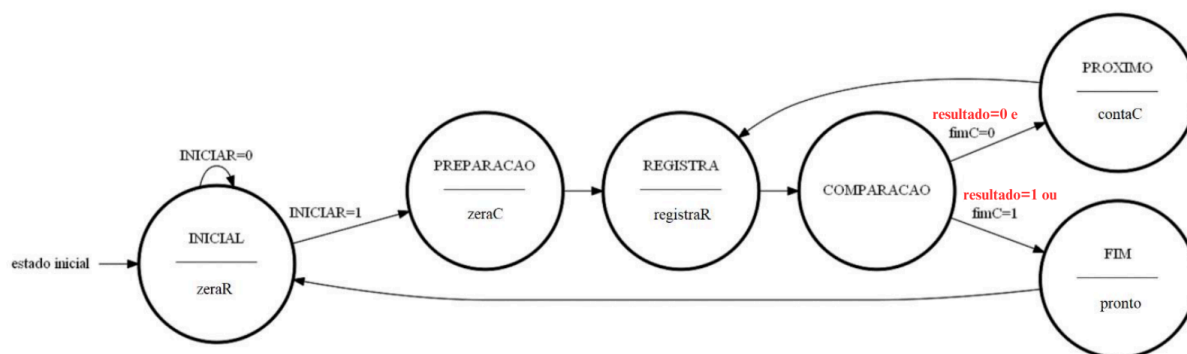 estado inicial
INICIAR=0
INICIAL
zeraR
INICIAR=1
PREPARACAO
zeraC
REGISTRA
registraR
COMPARACAO
resultado=0 e
fimC=0
PROXIMO
contaC
resultado=1 ou
fimC=1
FIM
pronto